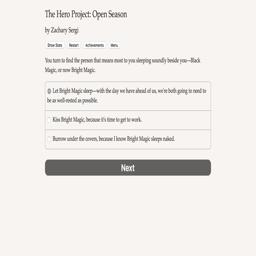 The Hero Project: Open Season
by Zachary Sergi
Show Stats Restart Achievements Menu
You turn to find the person that means most to you sleeping soundly beside you—Black
Magic, or now Bright Magic.
Let Bright Magic sleep—with the day we have ahead of us, we're both going to need to
be as well-rested as possible.
Kiss Bright Magic, because it's time to get to work.
Burrow under the covers, because I know Bright Magic sleeps naked.
Next